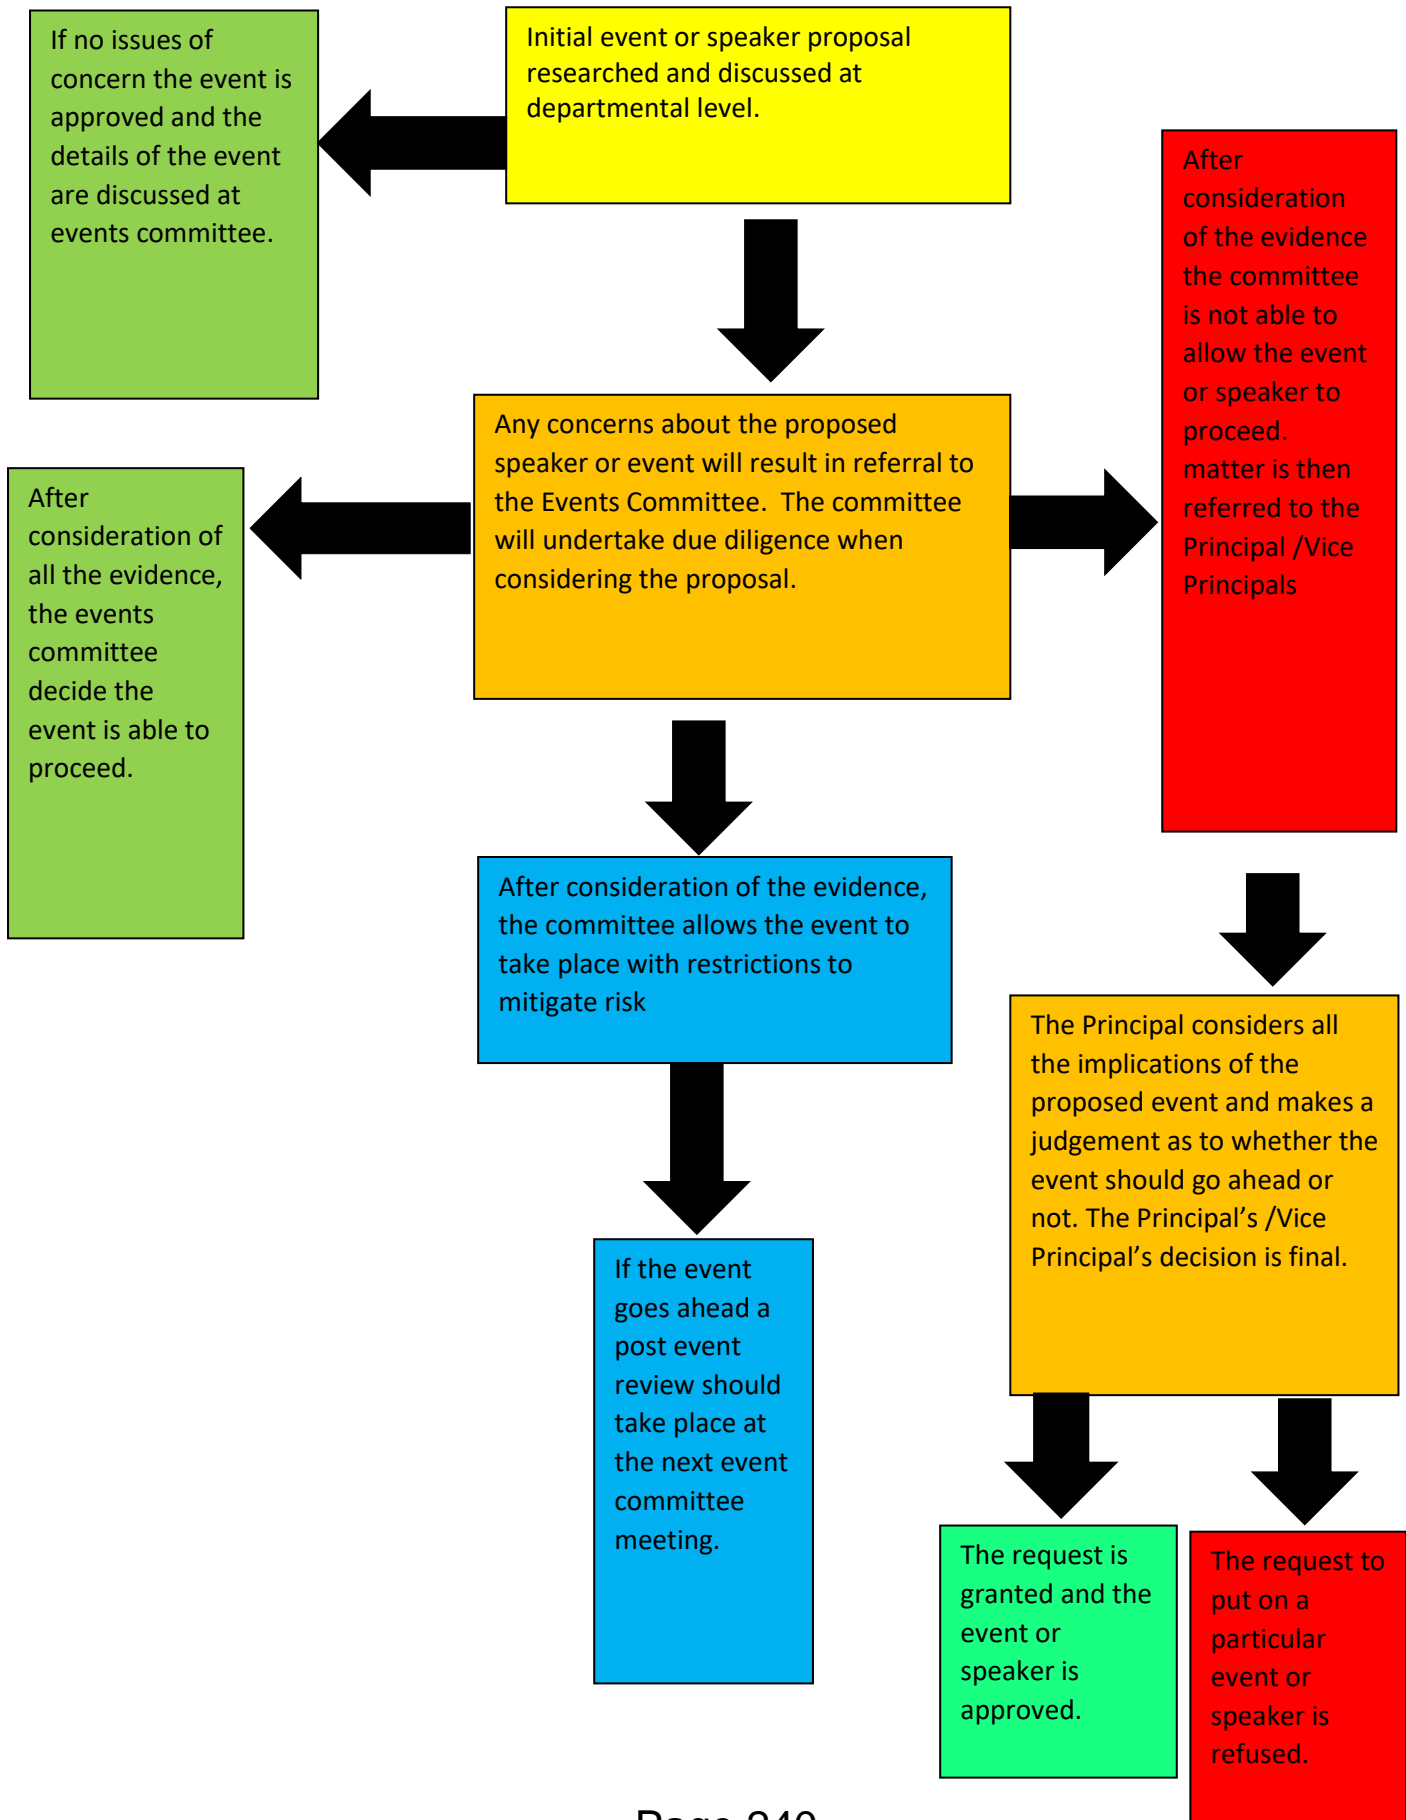 If no issues of
concern the event is
approved and the
details of the event
are discussed at
events committee.
Initial event or speaker proposal
researched and discussed at
departmental level.
After
consideration
of the evidence
the committee
is not able to
allow the event
or speaker to
proceed.
matter is then
referred to the
Principal /Vice
Principals
Any concerns about the proposed
speaker or event will result in referral to
the Events Committee.  The committee
will undertake due diligence when
considering the proposal.
After
consideration of
all the evidence,
the events
committee
decide the
event is able to
proceed.
After consideration of the evidence,
the committee allows the event to
take place with restrictions to
mitigate risk
The Principal considers all
the implications of the
proposed event and makes a
judgement as to whether the
event should go ahead or
not. The Principal’s /Vice
Principal’s decision is final.
If the event
goes ahead a
post event
review should
take place at
the next event
committee
meeting.
The request is
granted and the
event or
speaker is
approved.
The request to
put on a
particular
event or
speaker is
refused.
Page 240